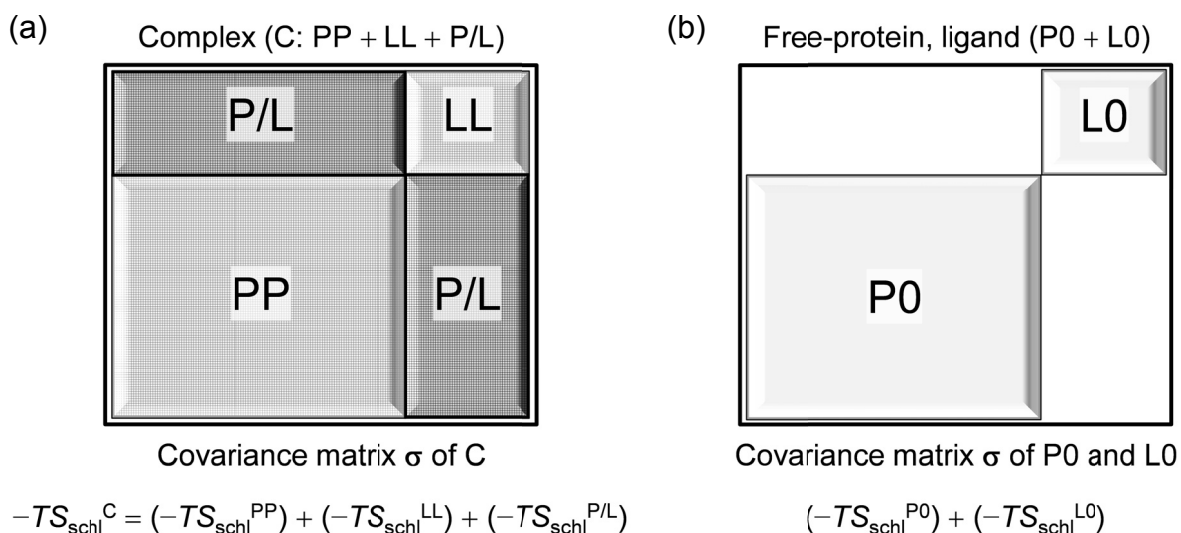 (a) Complex (C: PP + LL + P/L)
P/L LL
PP P/L
Covariance matrix σ of C
−TS_schl^C = (−TS_schl^PP) + (−TS_schl^LL) + (−TS_schl^P/L)
(b) Free-protein, ligand (P0 + L0)
L0
P0
Covariance matrix σ of P0 and L0
(−TS_schl^P0) + (−TS_schl^L0)